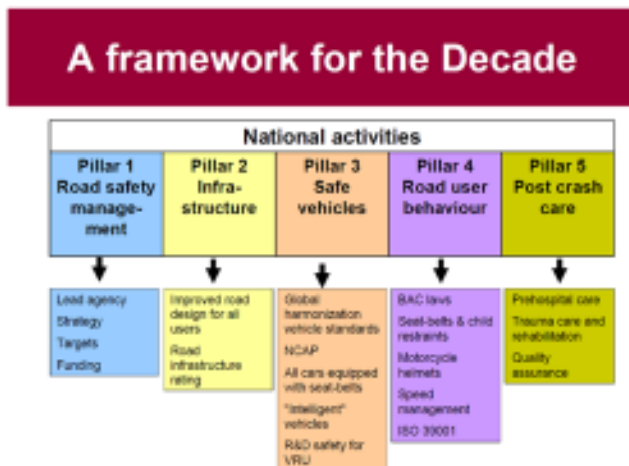 A framework for the Decade
National activities
Pillar 1
Road safety
manage-
ment
Pillar 2
Infra-
structure
Pillar 3
Safe
vehicles
Pillar 4
Road user
behaviour
Pillar 5
Post crash
care
Lead agency
Strategy
Targets
Funding
Improved road
design for all
users
Road
infrastructure
rating
Global
harmonization
vehicle standards
NCAP
All cars equipped
with seat-belts
"Intelligent"
vehicles
R&D safety for
VRU
BAC laws
Seat-belts & child
restraints
Motorcycle
helmets
Speed
management
ISO 39001
Prehospital care
Trauma care and
rehabilitation
Quality
assurance